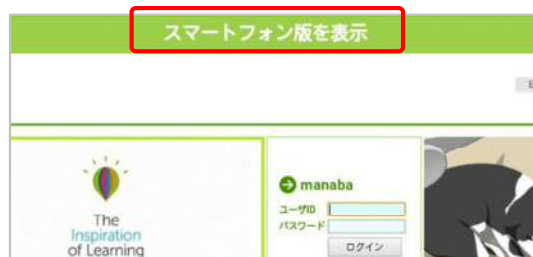 スマートフォン版を表示
The
Inspiration
of Learning
manaba
ユーザID
パスワード
ログイン